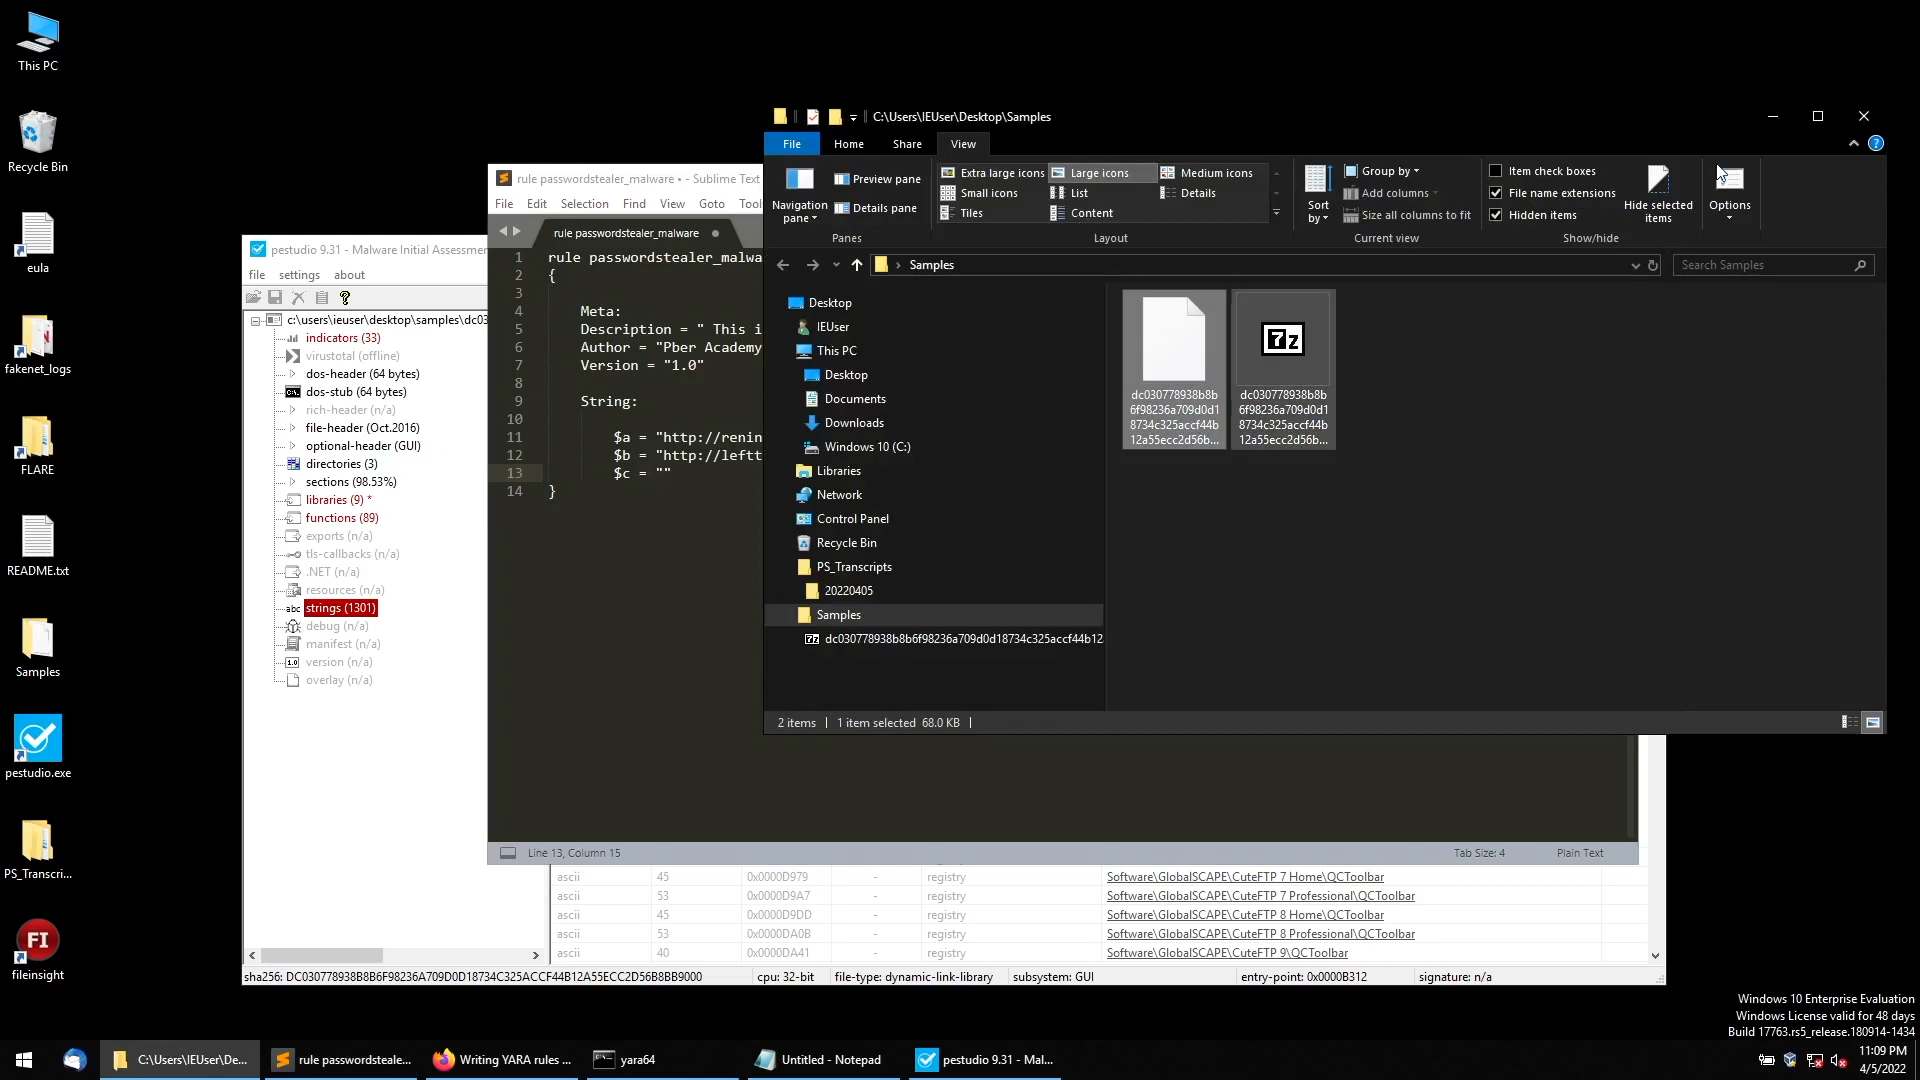 This PC
Recycle Bin
eula
fakenet_logs
FLARE
README.txt
Samples
pestudio.exe
PS_Transcri...
FI
fileinsight
pestudio 9.31 - Malware Initial Assessmen
file settings about
c:\users\ieuser\desktop\samples\dc03
indicators (33)
virustotal (offline)
dos-header (64 bytes)
dos-stub (64 bytes)
rich-header (n/a)
file-header (Oct.2016)
optional-header (GUI)
directories (3)
sections (98.53%)
libraries (9) *
functions (89)
exports (n/a)
tls-callbacks (n/a)
.NET (n/a)
resources (n/a)
abc strings (1301)
debug (n/a)
manifest (n/a)
1.0 version (n/a)
overlay (n/a)
rule passwordstealer_malware • - Sublime Text
File Edit Selection Find View Goto Tool
rule passwordstealer_malware
1 rule passwordstealer_malwa
2 {
3
4 Meta:
5 Description = " This i
6 Author = "Pber Academy
7 Version = "1.0"
8
9 String:
10
11 $a = "http://renin
12 $b = "http://leftt
13 $c = ""
14 }
Line 13, Column 15 Tab Size: 4 Plain Text
C:\Users\IEUser\Desktop\Samples
File Home Share View
Navigation pane
Preview pane
Details pane
Panes
Extra large icons Large icons Medium icons
Small icons List Details
Tiles Content
Layout
Sort by
Group by
Add columns
Size all columns to fit
Current view
Item check boxes
File name extensions
Hidden items
Hide selected items
Show/hide
Options
Samples
Search Samples
Desktop
IEUser
This PC
Desktop
Documents
Downloads
Windows 10 (C:)
Libraries
Network
Control Panel
Recycle Bin
PS_Transcripts
20220405
Samples
dc030778938b8b6f98236a709d0d18734c325accf44b12
dc030778938b8b
6f98236a709d0d1
8734c325accf44b
12a55ecc2d56b...
7z
dc030778938b8b
6f98236a709d0d1
8734c325accf44b
12a55ecc2d56b...
2 items 1 item selected 68.0 KB
ascii 45 0x0000D979 - registry Software\GlobalSCAPE\CuteFTP 7 Home\QCToolbar
ascii 53 0x0000D9A7 - registry Software\GlobalSCAPE\CuteFTP 7 Professional\QCToolbar
ascii 45 0x0000D9DD - registry Software\GlobalSCAPE\CuteFTP 8 Home\QCToolbar
ascii 53 0x0000DA0B - registry Software\GlobalSCAPE\CuteFTP 8 Professional\QCToolbar
ascii 40 0x0000DA41 - registry Software\GlobalSCAPE\CuteFTP 9\QCToolbar
sha256: DC030778938B8B6F98236A709D0D18734C325ACCF44B12A55ECC2D56B8BB9000 cpu: 32-bit file-type: dynamic-link-library subsystem: GUI entry-point: 0x0000B312 signature: n/a
Windows 10 Enterprise Evaluation
Windows License valid for 48 days
Build 17763.rs5_release.180914-1434
C:\Users\IEUser\De... rule passwordsteale... Writing YARA rules ... yara64 Untitled - Notepad pestudio 9.31 - Mal...
11:09 PM
4/5/2022